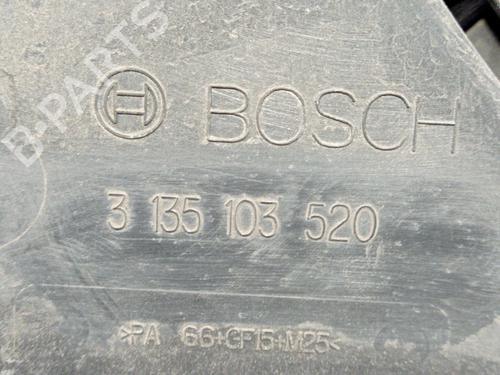 B-PARTS
BOSCH
3 135 103 520
>PA 66+GF15+M25<